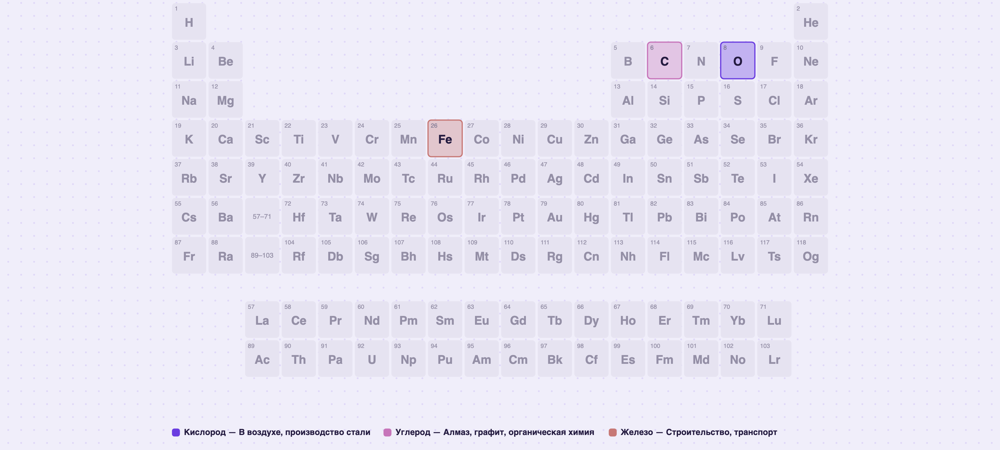 1 2
H He
3 4 5 6 7 8 9 10
Li Be B C N O F Ne
11 12 13 14 15 16 17 18
Na Mg Al Si P S Cl Ar
19 20 21 22 23 24 25 26 27 28 29 30 31 32 33 34 35 36
K Ca Sc Ti V Cr Mn Fe Co Ni Cu Zn Ga Ge As Se Br Kr
37 38 39 40 41 42 43 44 45 46 47 48 49 50 51 52 53 54
Rb Sr Y Zr Nb Mo Tc Ru Rh Pd Ag Cd In Sn Sb Te I Xe
55 56 72 73 74 75 76 77 78 79 80 81 82 83 84 85 86
Cs Ba 57–71 Hf Ta W Re Os Ir Pt Au Hg Tl Pb Bi Po At Rn
87 88 104 105 106 107 108 109 110 111 112 113 114 115 116 117 118
Fr Ra 89–103 Rf Db Sg Bh Hs Mt Ds Rg Cn Nh Fl Mc Lv Ts Og
57 58 59 60 61 62 63 64 65 66 67 68 69 70 71
La Ce Pr Nd Pm Sm Eu Gd Tb Dy Ho Er Tm Yb Lu
89 90 91 92 93 94 95 96 97 98 99 100 101 102 103
Ac Th Pa U Np Pu Am Cm Bk Cf Es Fm Md No Lr
Кислород — В воздухе, производство стали Углерод — Алмаз, графит, органическая химия Железо — Строительство, транспорт